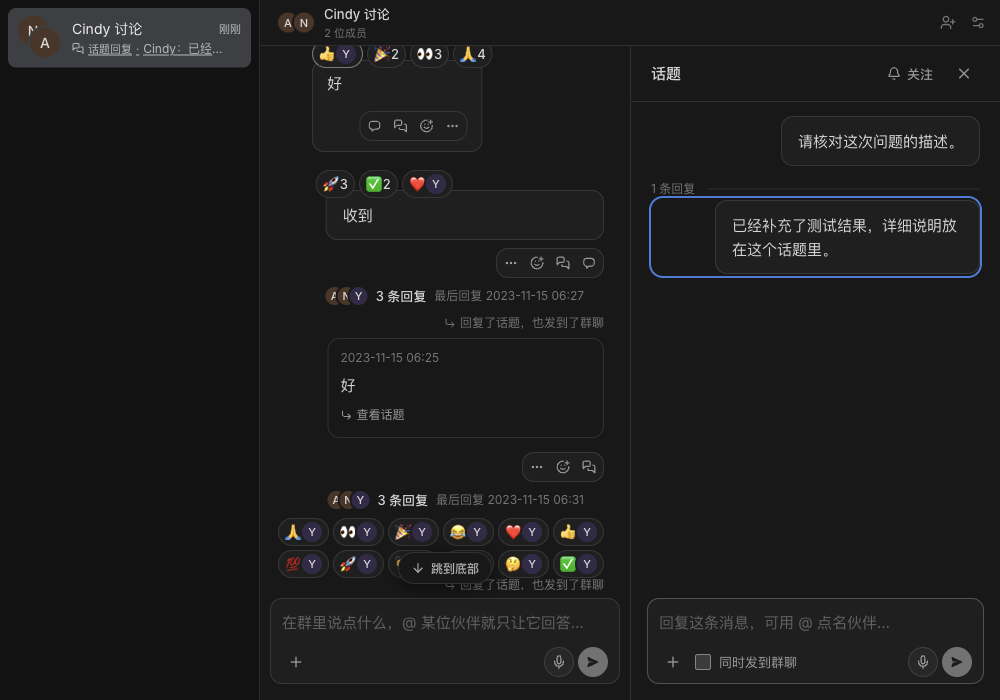 N
A
Cindy 讨论
刚刚
话题回复 · Cindy：已经...
A N
Cindy 讨论
2 位成员
👍 Y 🎉 2 👀 3 🙏 4
好
🚀 3 ✅ 2 ❤️ Y
收到
A N Y 3 条回复 最后回复 2023-11-15 06:27
回复了话题，也发到了群聊
2023-11-15 06:25
好
查看话题
A N Y 3 条回复 最后回复 2023-11-15 06:31
🙏 Y 👀 Y 🎉 Y 😂 Y ❤️ Y 👍 Y
💯 Y 🚀 Y 🤔 Y ✅ Y
跳到底部
回复了话题，也发到了群聊
在群里说点什么，@ 某位伙伴就只让它回答...
话题
关注
请核对这次问题的描述。
1 条回复
已经补充了测试结果，详细说明放
在这个话题里。
回复这条消息，可用 @ 点名伙伴...
同时发到群聊